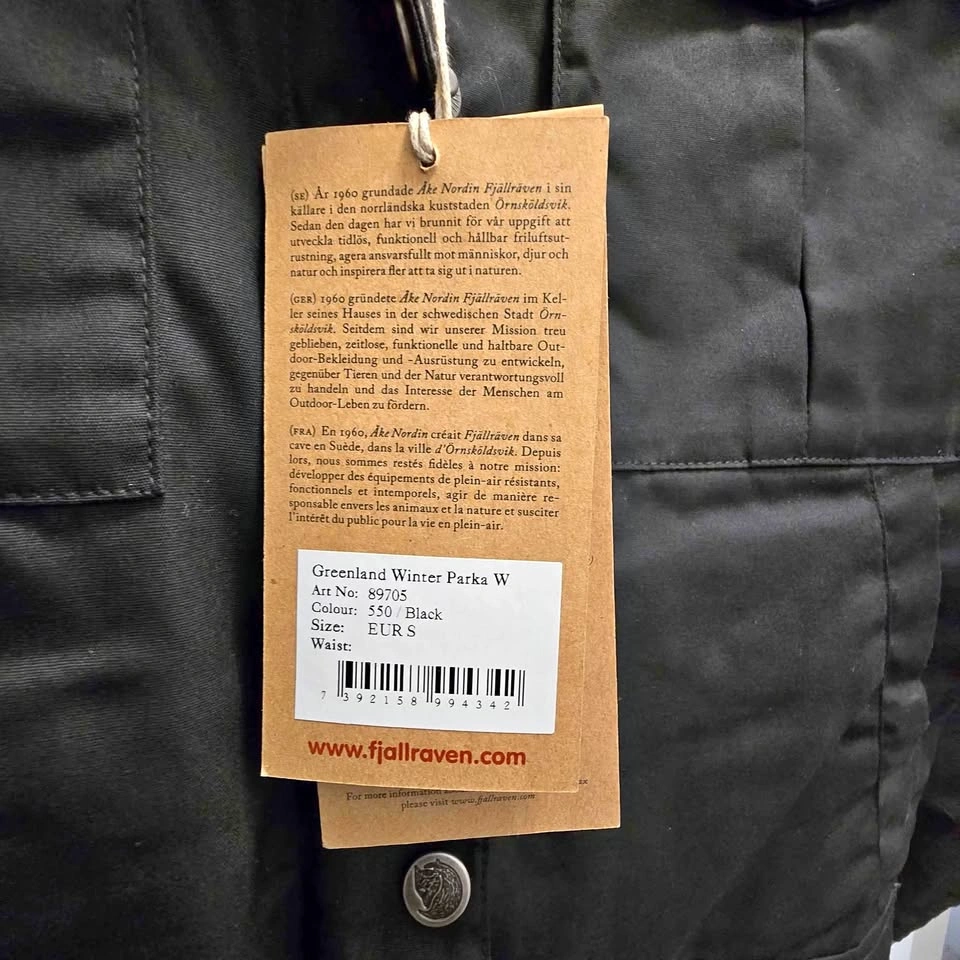 (SE) År 1960 grundade Åke Nordin Fjällräven i sin
källare i den norrländska kuststaden Örnsköldsvik.
Sedan den dagen har vi brunnit för vår uppgift att
utveckla tidlös, funktionell och hållbar friluftsut-
rustning, agera ansvarsfullt mot människor, djur och
natur och inspirera fler att ta sig ut i naturen.
(GER) 1960 gründete Åke Nordin Fjällräven im Kel-
ler seines Hauses in der schwedischen Stadt Örn-
sköldsvik. Seitdem sind wir unserer Mission treu
geblieben, zeitlose, funktionelle und haltbare Out-
door-Bekleidung und -Ausrüstung zu entwickeln,
gegenüber Tieren und der Natur verantwortungsvoll
zu handeln und das Interesse der Menschen am
Outdoor-Leben zu fördern.
(FRA) En 1960, Åke Nordin créait Fjällräven dans sa
cave en Suède, dans la ville d'Örnsköldsvik. Depuis
lors, nous sommes restés fidèles à notre mission:
développer des équipements de plein-air résistants,
fonctionnels et intemporels, agir de manière re-
sponsable envers les animaux et la nature et susciter
l'intérêt du public pour la vie en plein-air.
Greenland Winter Parka W
Art No: 89705
Colour: 550 / Black
Size: EUR S
Waist:
7 392158 994342
www.fjallraven.com
For more information
please visit www.fjallraven.com